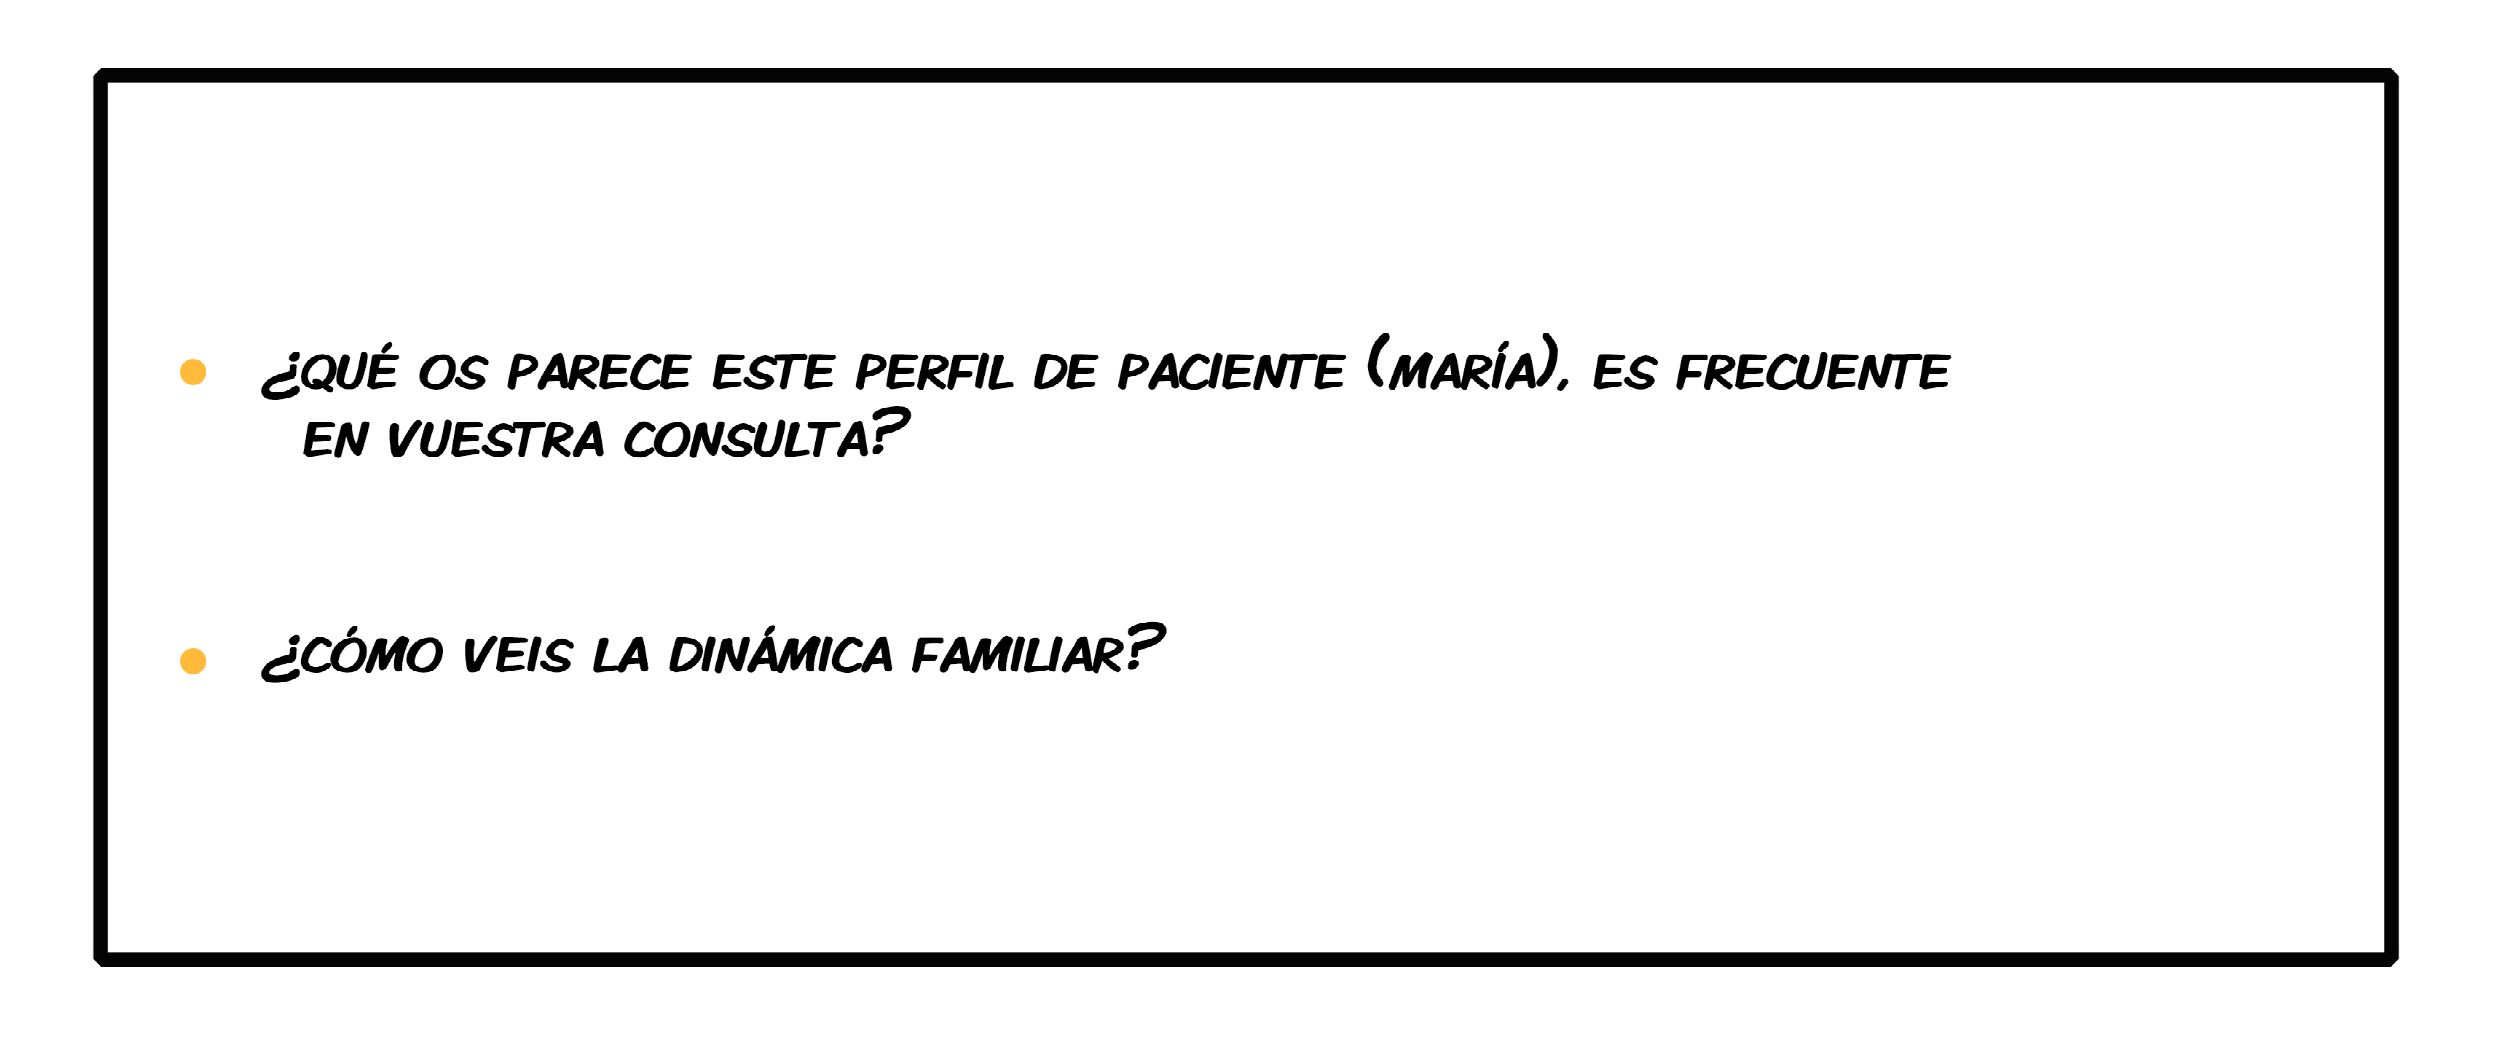 • ¿QUÉ OS PARECE ESTE PERFIL DE PACIENTE (MARÍA), ES FRECUENTE
EN VUESTRA CONSULTA?
• ¿CÓMO VEIS LA DINÁMICA FAMILIAR?